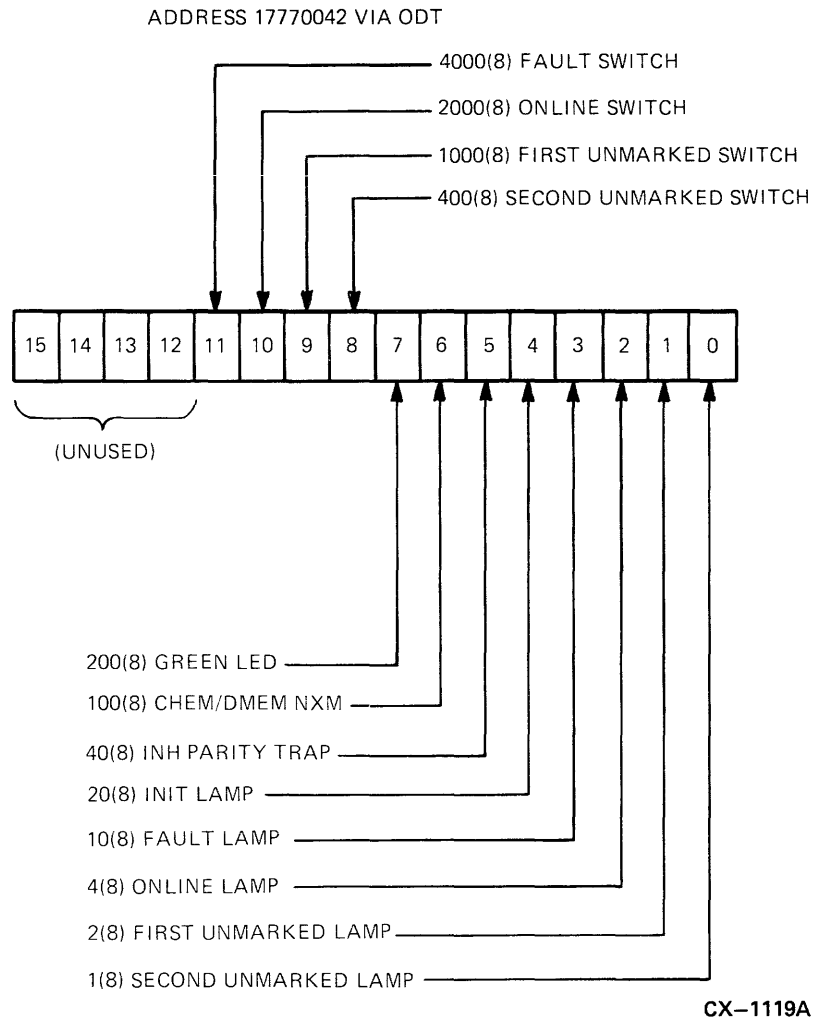 ADDRESS 17770042 VIA ODT
4000(8) FAULT SWITCH
2000(8) ONLINE SWITCH
1000(8) FIRST UNMARKED SWITCH
400(8) SECOND UNMARKED SWITCH
15 14 13 12 11 10 9 8 7 6 5 4 3 2 1 0
(UNUSED)
200(8) GREEN LED
100(8) CHEM/DMEM NXM
40(8) INH PARITY TRAP
20(8) INIT LAMP
10(8) FAULT LAMP
4(8) ONLINE LAMP
2(8) FIRST UNMARKED LAMP
1(8) SECOND UNMARKED LAMP
CX-1119A